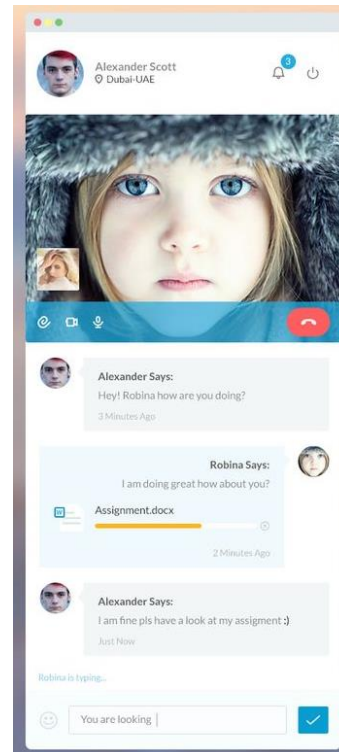 Alexander Scott
3
Dubai-UAE
Alexander Says:
Hey! Robina how are you doing?
3 Minutes Ago
Robina Says:
I am doing great how about you?
W
Assignment.docx
2 Minutes Ago
Alexander Says:
I am fine pls have a look at my assigment :)
Just Now
Robina is typing...
You are looking |